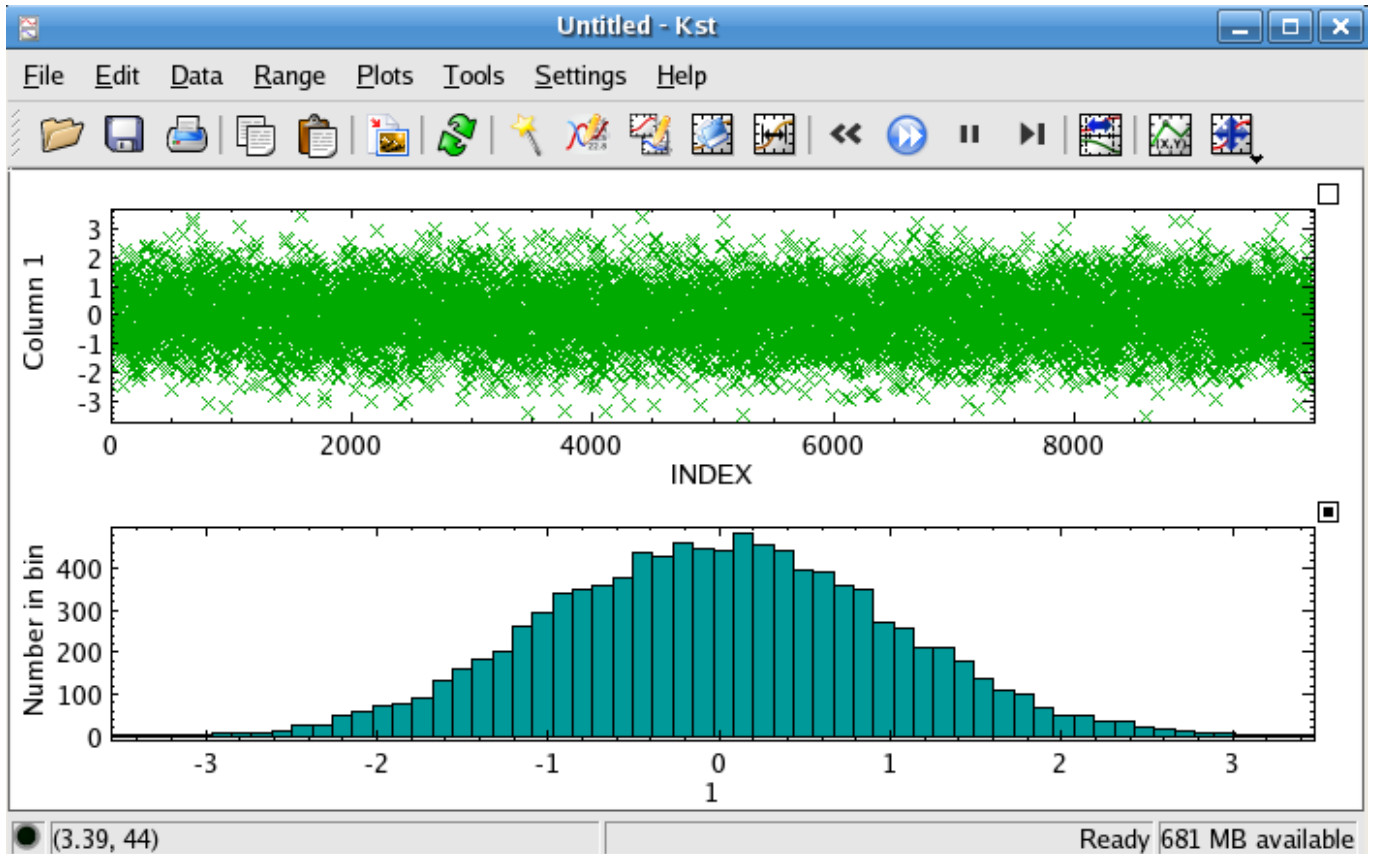 Untitled - Kst
File Edit Data Range Plots Tools Settings Help
22.8
(X,Y)
Column 1
3
2
1
0
-1
-2
-3
0 2000 4000 6000 8000
INDEX
Number in bin
400
300
200
100
0
-3 -2 -1 0 1 2 3
1
(3.39, 44) Ready 681 MB available